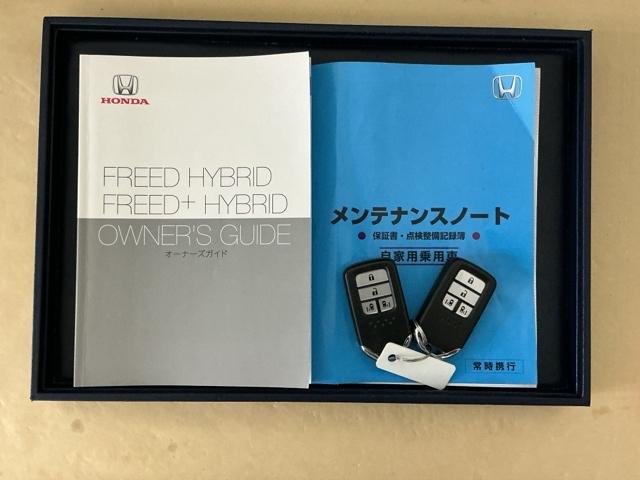 HONDA
FREED HYBRID
FREED+ HYBRID
OWNER'S GUIDE
オーナーズガイド
メンテナンスノート
● 保証書・点検整備記録簿 ●
自家用乗用車
常時携行